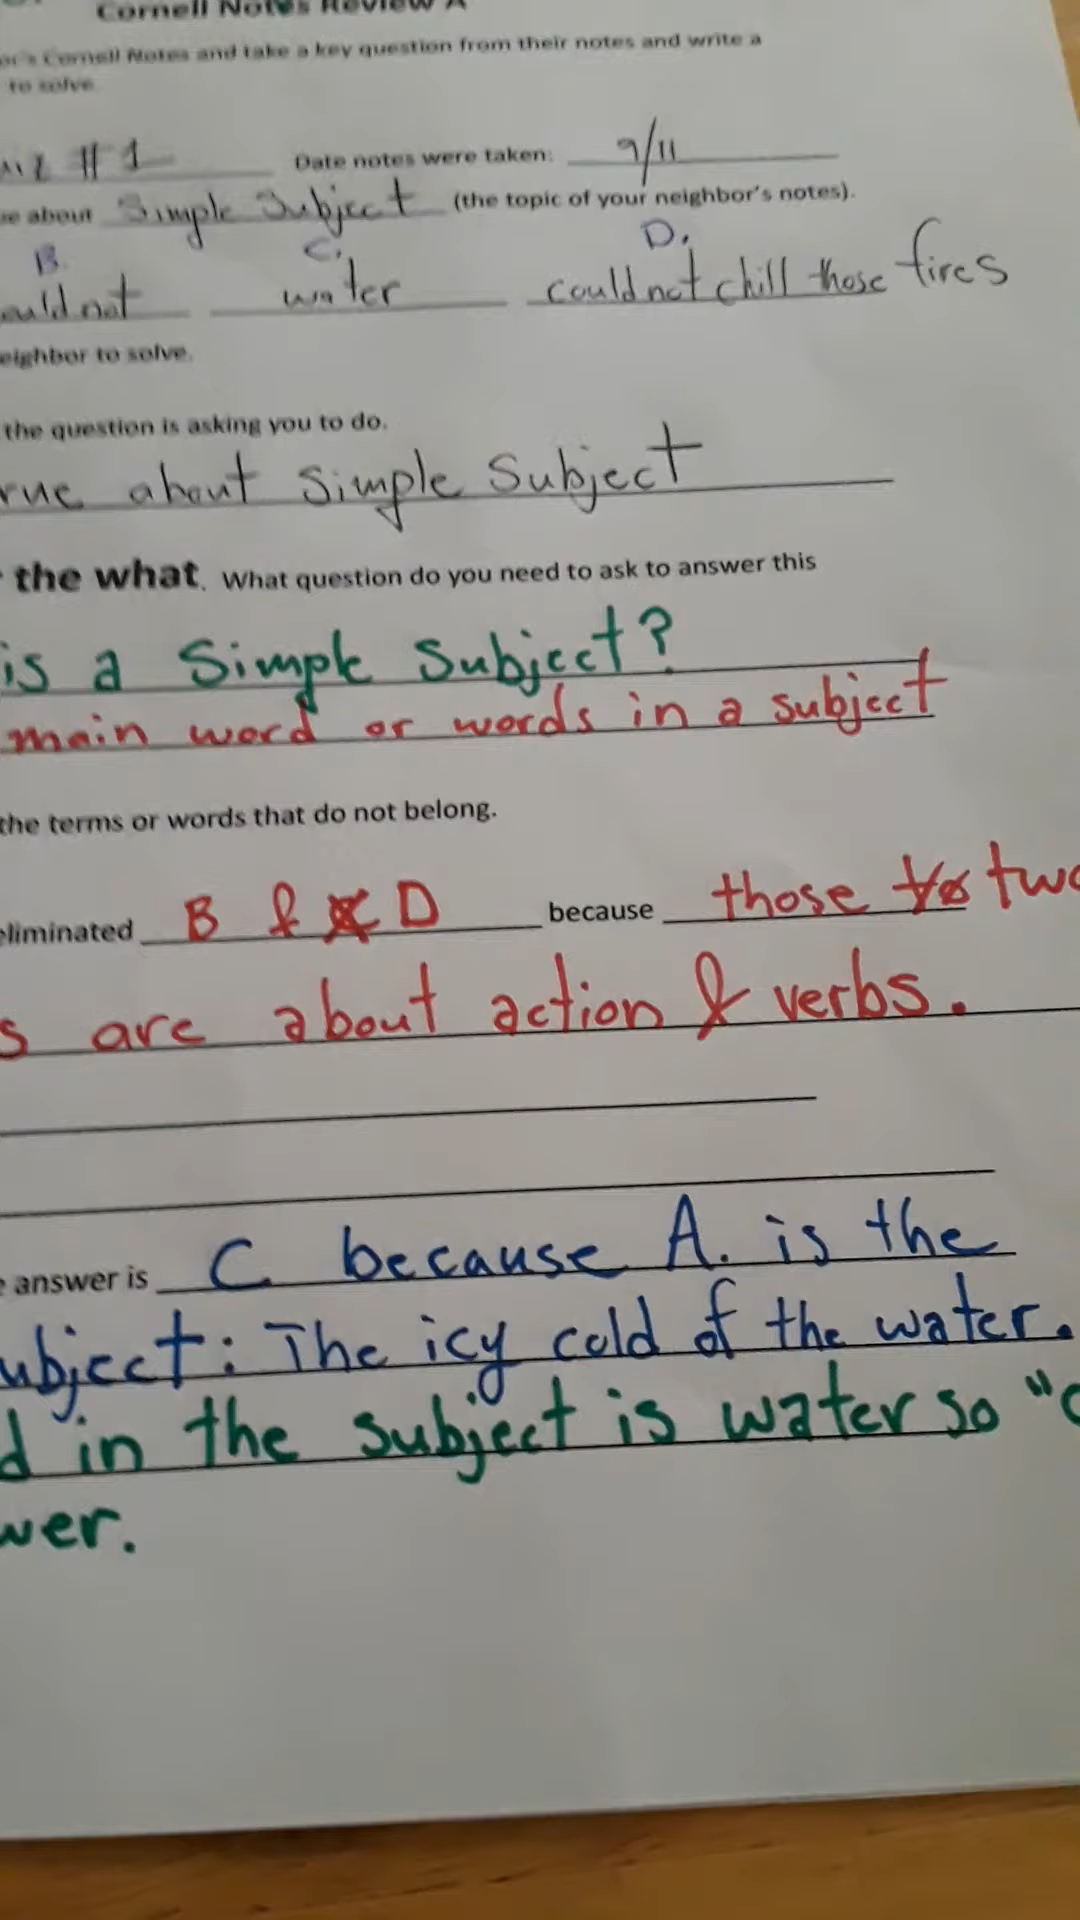 Cornell Notes Review A
Cornell Notes and take a key question from their notes and write a
to solve.
#1 Date notes were taken: 9/11
about Simple Subject (the topic of your neighbor's notes).
B. C. D.
ould not water could not chill those fires
eighbor to solve.
the question is asking you to do.
rue about Simple Subject
the what. What question do you need to ask to answer this
is a Simple Subject?
main word or words in a subject
the terms or words that do not belong.
eliminated B & D because those two
s are about action & verbs.
e answer is C because A. is the
ubject: The icy cold of the water.
d in the subject is water so "C
wer.